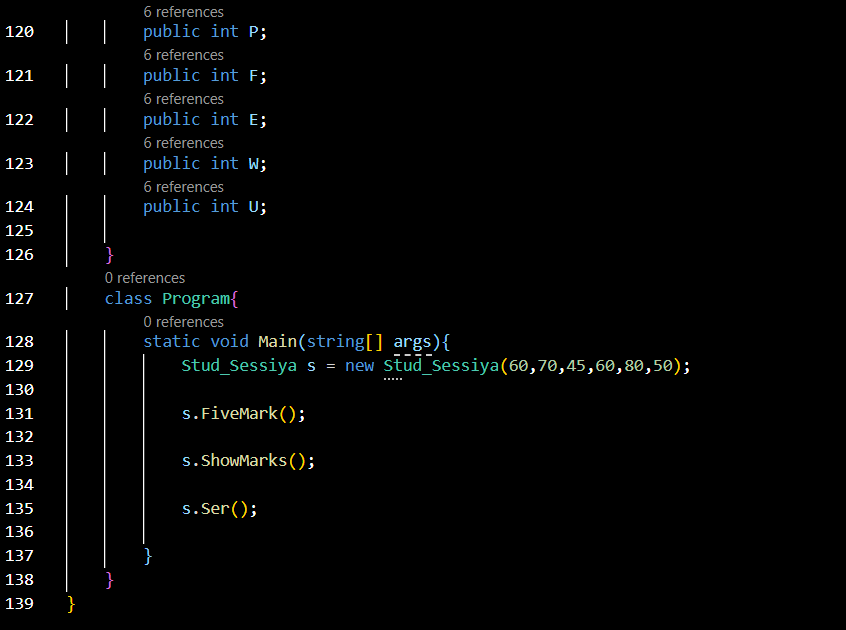 6 references
120 public int P;
6 references
121 public int F;
6 references
122 public int E;
6 references
123 public int W;
6 references
124 public int U;
125
126 }
0 references
127 class Program{
0 references
128 static void Main(string[] args){
129 Stud_Sessiya s = new Stud_Sessiya(60,70,45,60,80,50);
130
131 s.FiveMark();
132
133 s.ShowMarks();
134
135 s.Ser();
136
137 }
138 }
139 }